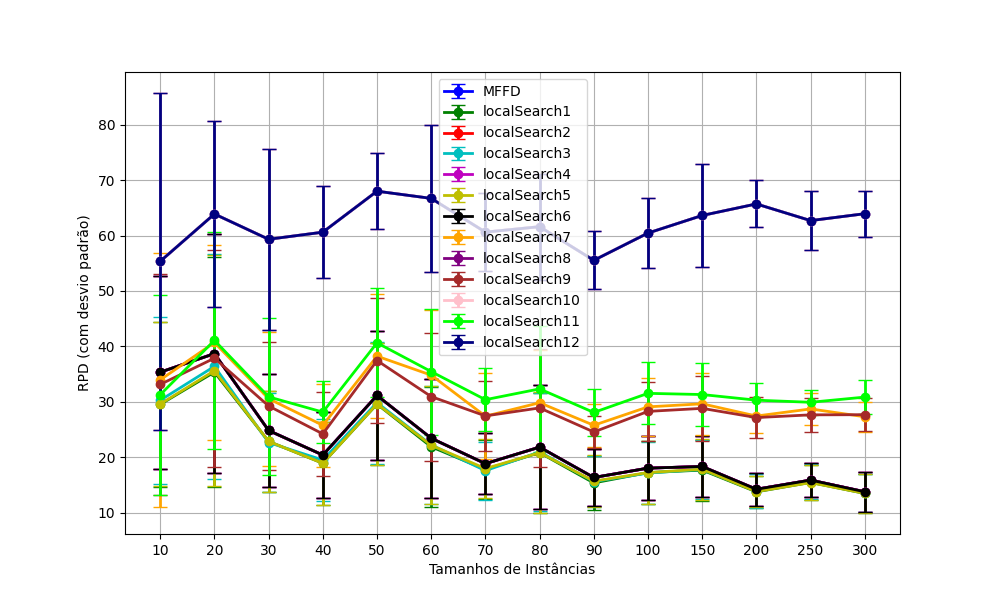 RPD (com desvio padrão)
80
70
60
50
40
30
20
10
MFFD
localSearch1
localSearch2
localSearch3
localSearch4
localSearch5
localSearch6
localSearch7
localSearch8
localSearch9
localSearch10
localSearch11
localSearch12
10 20 30 40 50 60 70 80 90 100 150 200 250 300
Tamanhos de Instâncias